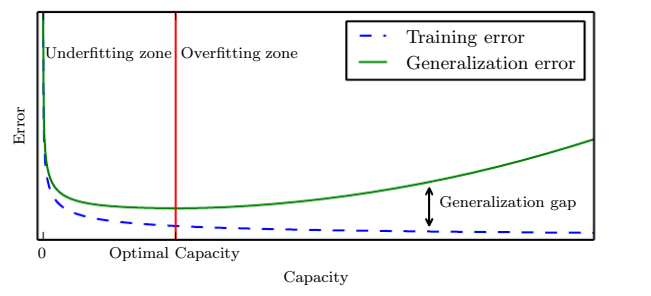 Training error
Generalization error
Underfitting zone
Overfitting zone
Error
Generalization gap
0
Optimal Capacity
Capacity